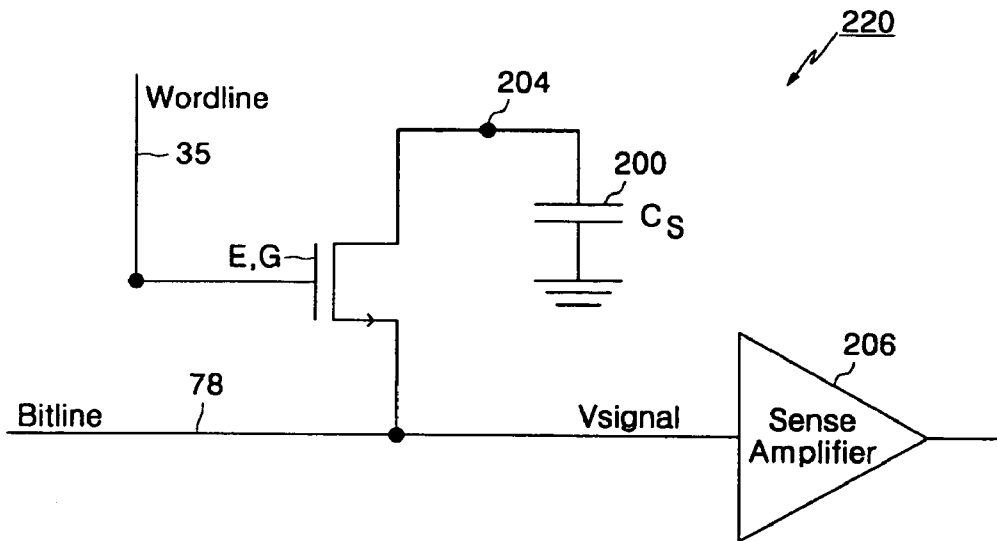 220
Wordline
204
35
200
C_S
E,G
206
78
Bitline
Vsignal
Sense
Amplifier